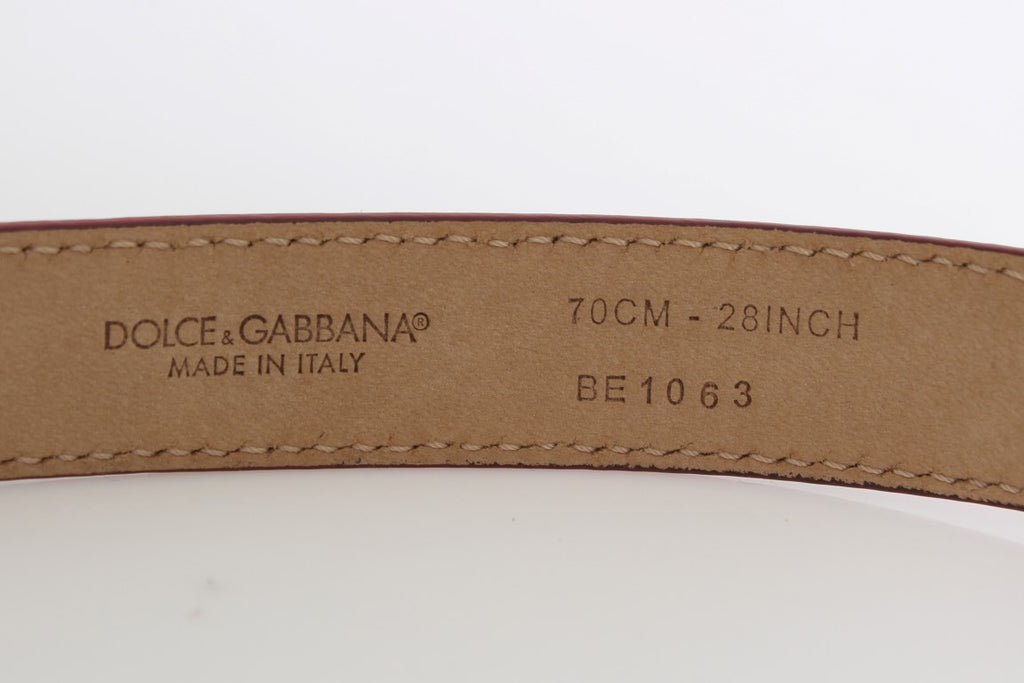 DOLCE & GABBANA®
MADE IN ITALY
70CM - 28INCH
BE1063